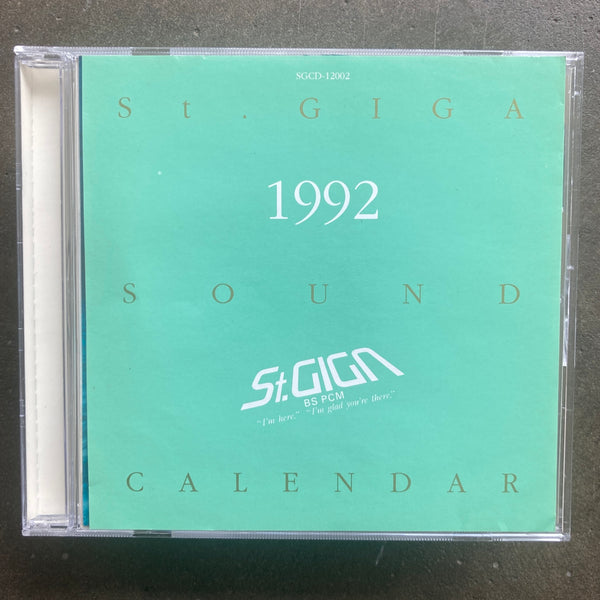 SGCD-12002
St.GIGA
1992
SOUND
St.GIGA
BS PCM
"I'm here." "I'm glad you're there."
CALENDAR